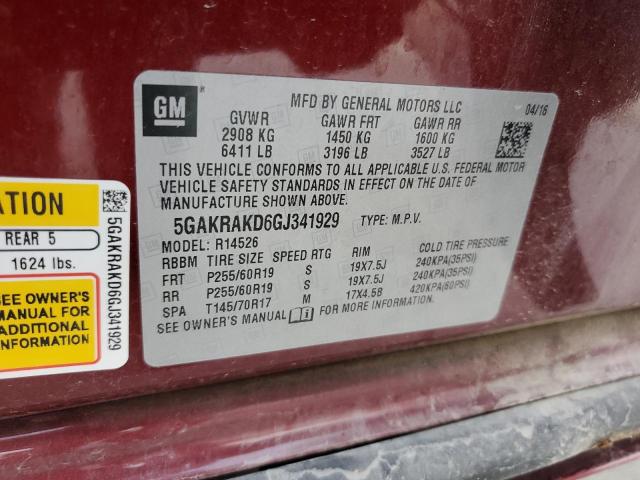 GM
MFD BY GENERAL MOTORS LLC
04/16
GVWR GAWR FRT GAWR RR
2908 KG 1450 KG 1600 KG
6411 LB 3196 LB 3527 LB
THIS VEHICLE CONFORMS TO ALL APPLICABLE U.S. FEDERAL MOTOR
VEHICLE SAFETY STANDARDS IN EFFECT ON THE DATE OF
MANUFACTURE SHOWN ABOVE.
5GAKRAKD6GJ341929 TYPE: M.P.V.
MODEL: R14526
RBBM TIRE SIZE SPEED RTG RIM COLD TIRE PRESSURE
FRT P255/60R19 S 19X7.5J 240KPA(35PSI)
RR P255/60R19 S 19X7.5J 240KPA(35PSI)
SPA T145/70R17 M 17X4.5B 420KPA(60PSI)
SEE OWNER'S MANUAL FOR MORE INFORMATION.
ATION
REAR 5
1624 lbs.
SEE OWNER'S
MANUAL FOR
ADDITIONAL
INFORMATION
5GAKRAKD6GJ341929